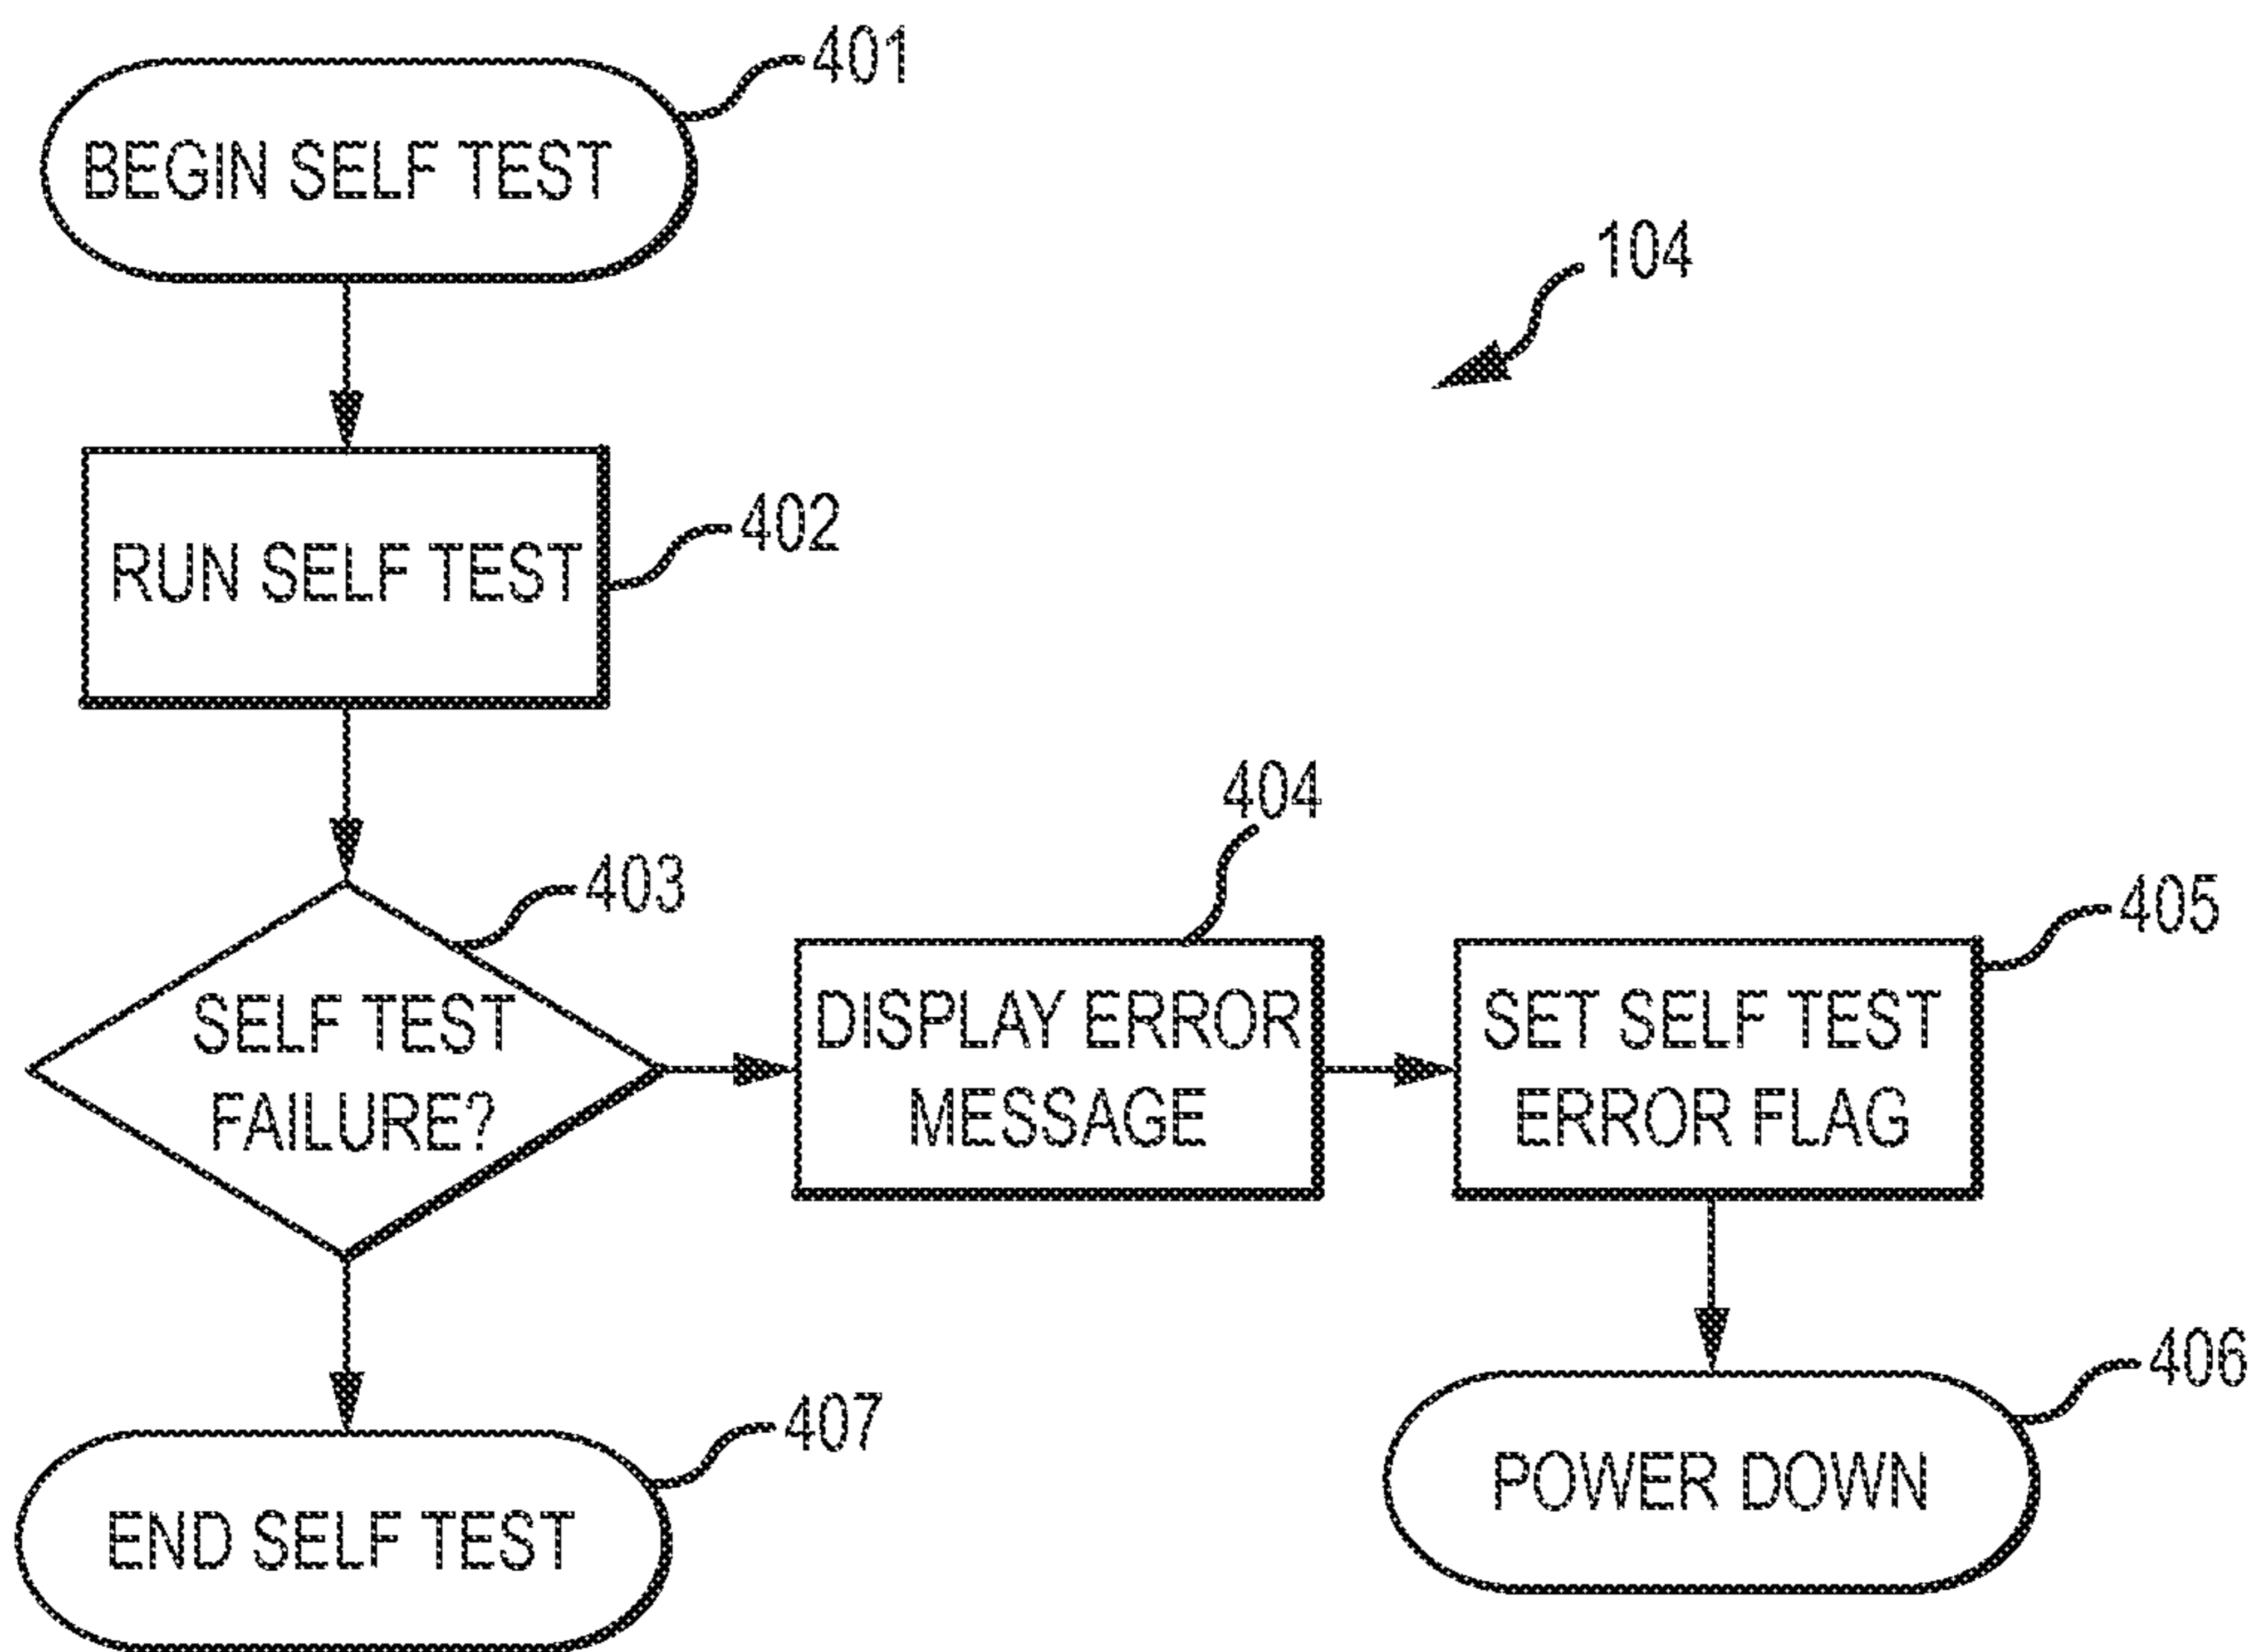 401
BEGIN SELF TEST
104
402
RUN SELF TEST
403
SELF TEST
FAILURE?
404
DISPLAY ERROR
MESSAGE
405
SET SELF TEST
ERROR FLAG
406
POWER DOWN
407
END SELF TEST